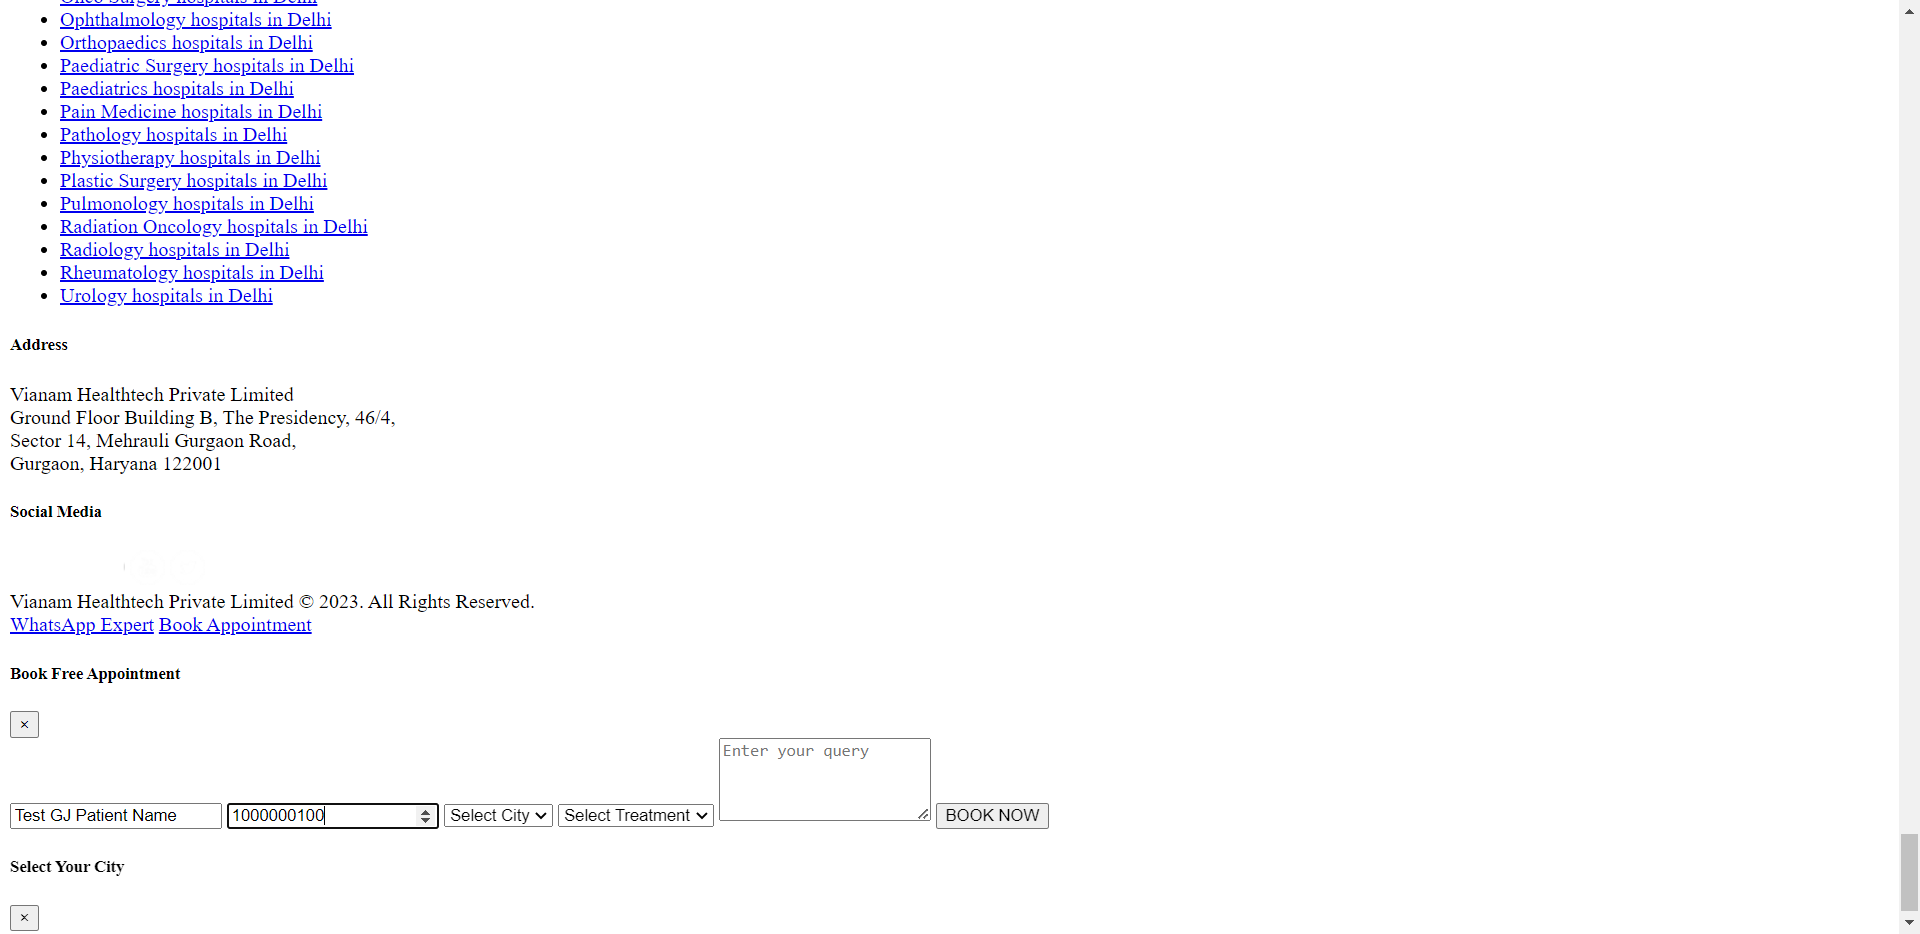 Onco Surgery hospitals in Delhi
Ophthalmology hospitals in Delhi
Orthopaedics hospitals in Delhi
Paediatric Surgery hospitals in Delhi
Paediatrics hospitals in Delhi
Pain Medicine hospitals in Delhi
Pathology hospitals in Delhi
Physiotherapy hospitals in Delhi
Plastic Surgery hospitals in Delhi
Pulmonology hospitals in Delhi
Radiation Oncology hospitals in Delhi
Radiology hospitals in Delhi
Rheumatology hospitals in Delhi
Urology hospitals in Delhi
Address
Vianam Healthtech Private Limited
Ground Floor Building B, The Presidency, 46/4,
Sector 14, Mehrauli Gurgaon Road,
Gurgaon, Haryana 122001
Social Media
Vianam Healthtech Private Limited © 2023. All Rights Reserved.
WhatsApp Expert Book Appointment
Book Free Appointment
×
Enter your query
Test GJ Patient Name 1000000100 Select City Select Treatment BOOK NOW
Select Your City
×